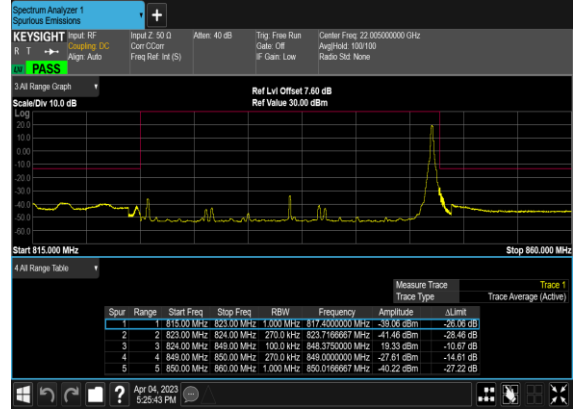 Spectrum Analyzer 1
Spurious Emissions
KEYSIGHT Input: RF Input Z: 50 Ω Atten: 40 dB Trig: Free Run Center Freq: 22.005000000 GHz
R T Coupling: DC Corr CCorr Gate: Off Avg|Hold: 100/100
Align: Auto Freq Ref: Int (S) IF Gain: Low Radio Std: None
PASS
3 All Range Graph
Ref Lvl Offset 7.60 dB
Scale/Div 10.0 dB Ref Value 30.00 dBm
Log
20.0
10.0
0.00
-10.0
-20.0
-30.0
-40.0
-50.0
-60.0
Start 815.000 MHz Stop 860.000 MHz
4 All Range Table
Measure Trace Trace 1
Trace Type Trace Average (Active)
Spur Range Start Freq Stop Freq RBW Frequency Amplitude ΔLimit
1 1 815.00 MHz 823.00 MHz 1.000 MHz 817.4000000 MHz -39.06 dBm -26.06 dB
2 2 823.00 MHz 824.00 MHz 270.0 kHz 823.7166667 MHz -41.46 dBm -28.46 dB
3 3 824.00 MHz 849.00 MHz 100.0 kHz 848.3750000 MHz 19.33 dBm -10.67 dB
4 4 849.00 MHz 850.00 MHz 270.0 kHz 849.0000000 MHz -27.61 dBm -14.61 dB
5 5 850.00 MHz 860.00 MHz 1.000 MHz 850.0166667 MHz -40.22 dBm -27.22 dB
Apr 04, 2023
5:25:43 PM